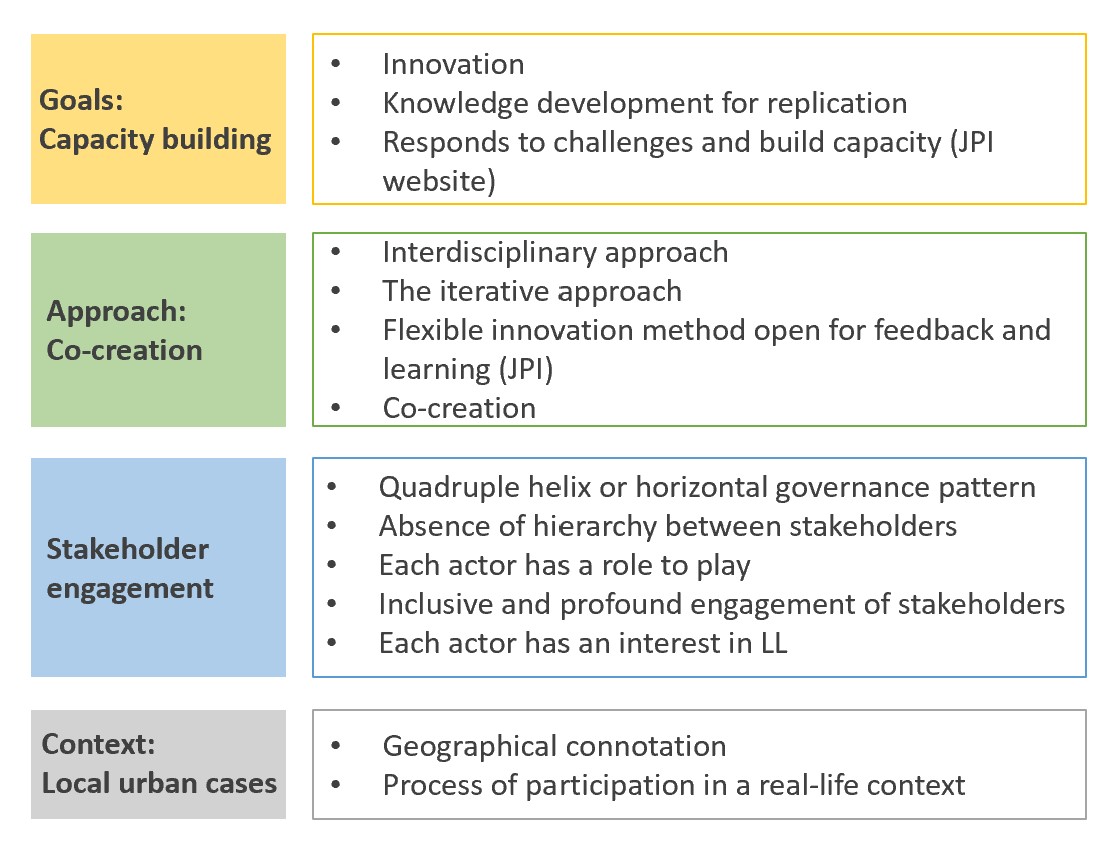 Goals:
Capacity building
• Innovation
• Knowledge development for replication
• Responds to challenges and build capacity (JPI
website)
Approach:
Co-creation
• Interdisciplinary approach
• The iterative approach
• Flexible innovation method open for feedback and
learning (JPI)
• Co-creation
Stakeholder
engagement
• Quadruple helix or horizontal governance pattern
• Absence of hierarchy between stakeholders
• Each actor has a role to play
• Inclusive and profound engagement of stakeholders
• Each actor has an interest in LL
Context:
Local urban cases
• Geographical connotation
• Process of participation in a real-life context